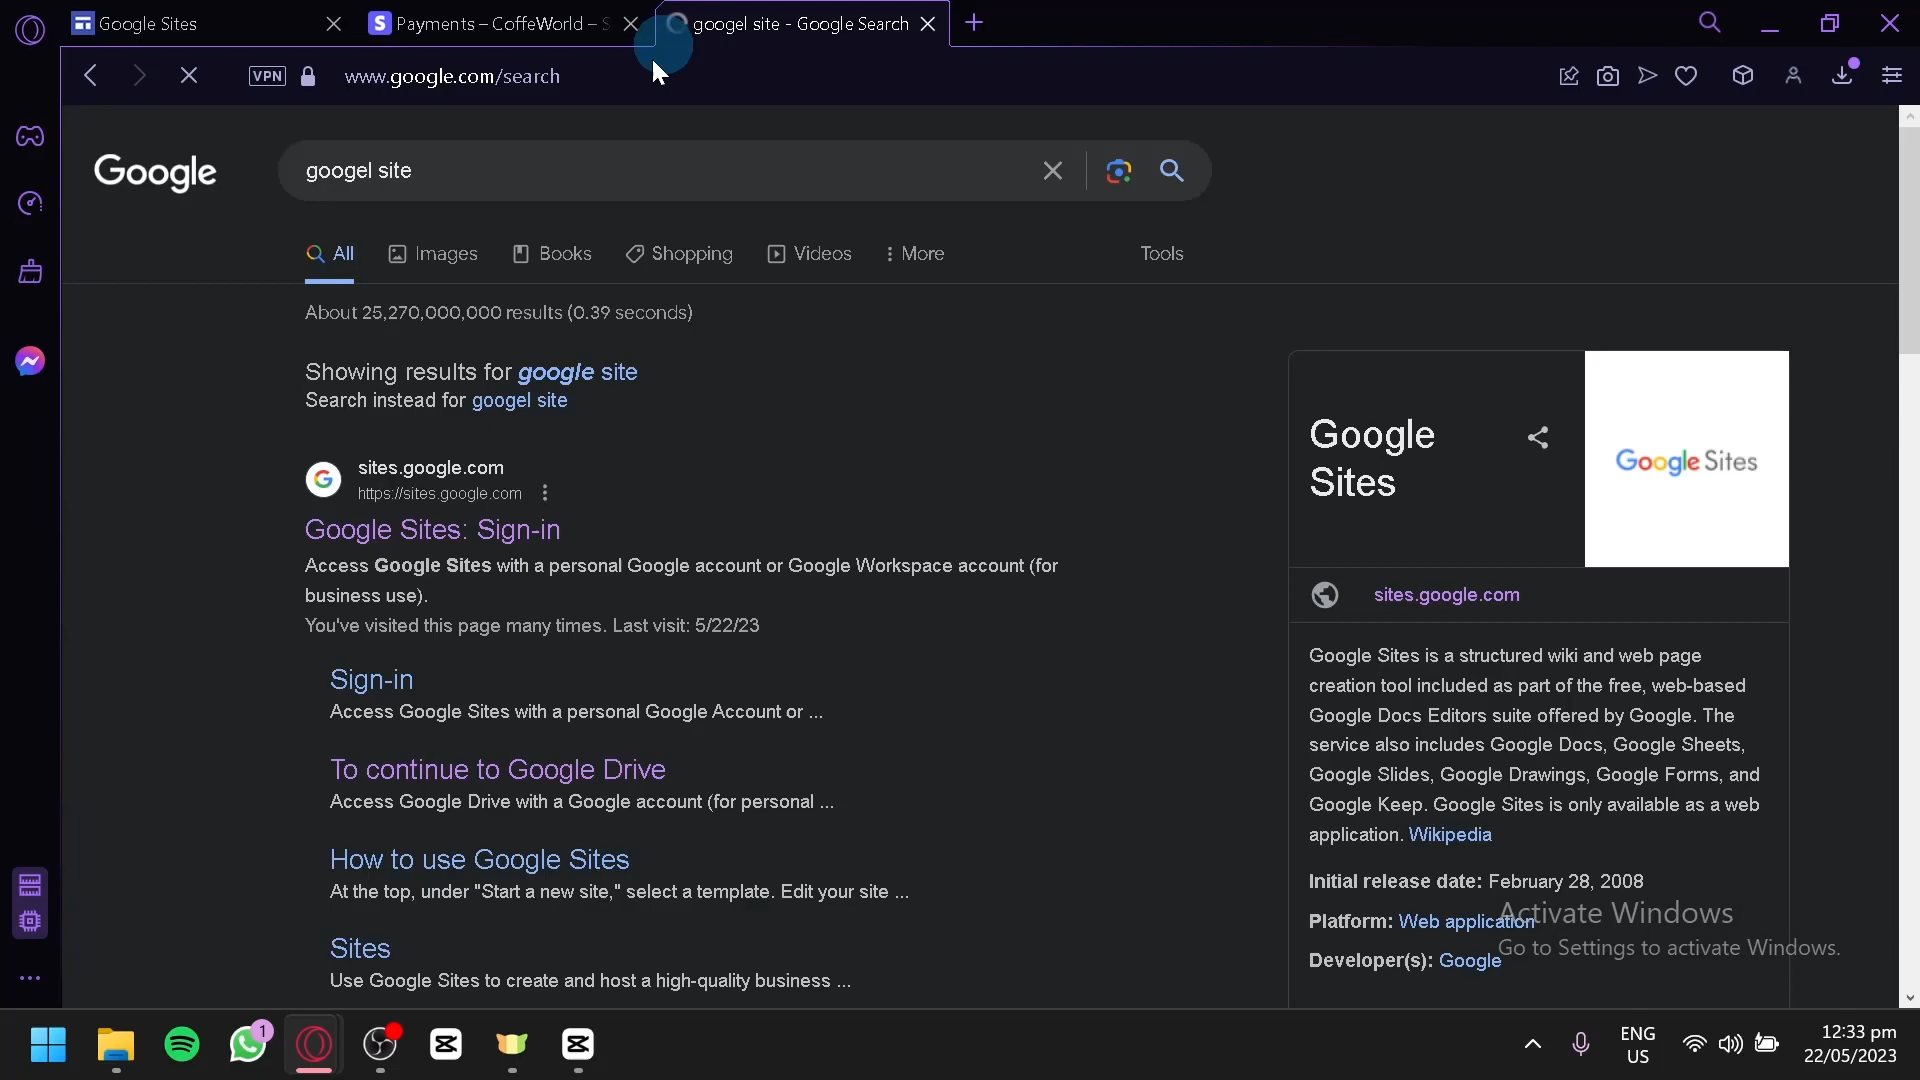 Google Sites
Payments – CoffeWorld – S
googel site - Google Search
VPN
www.google.com/search
Google
googel site
All
Images
Books
Shopping
Videos
More
Tools
About 25,270,000,000 results (0.39 seconds)
Showing results for google site
Search instead for googel site
sites.google.com
https://sites.google.com
Google Sites: Sign-in
Access Google Sites with a personal Google account or Google Workspace account (for
business use).
You've visited this page many times. Last visit: 5/22/23
Sign-in
Access Google Sites with a personal Google Account or ...
To continue to Google Drive
Access Google Drive with a Google account (for personal ...
How to use Google Sites
At the top, under "Start a new site," select a template. Edit your site ...
Sites
Use Google Sites to create and host a high-quality business ...
Google
Sites
Google Sites
sites.google.com
Google Sites is a structured wiki and web page
creation tool included as part of the free, web-based
Google Docs Editors suite offered by Google. The
service also includes Google Docs, Google Sheets,
Google Slides, Google Drawings, Google Forms, and
Google Keep. Google Sites is only available as a web
application. Wikipedia
Initial release date: February 28, 2008
Platform: Web application
Developer(s): Google
Activate Windows
Go to Settings to activate Windows.
1
ENG
US
12:33 pm
22/05/2023